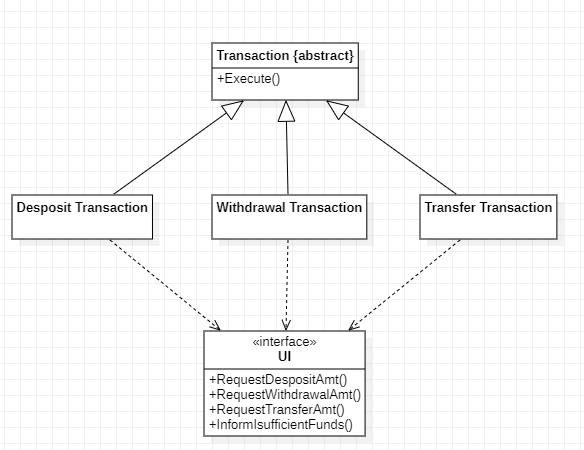 Transaction {abstract}
+Execute()
Desposit Transaction
Withdrawal Transaction
Transfer Transaction
«interface»
UI
+RequestDespositAmt()
+RequestWithdrawalAmt()
+RequestTransferAmt()
+InformIsufficientFunds()